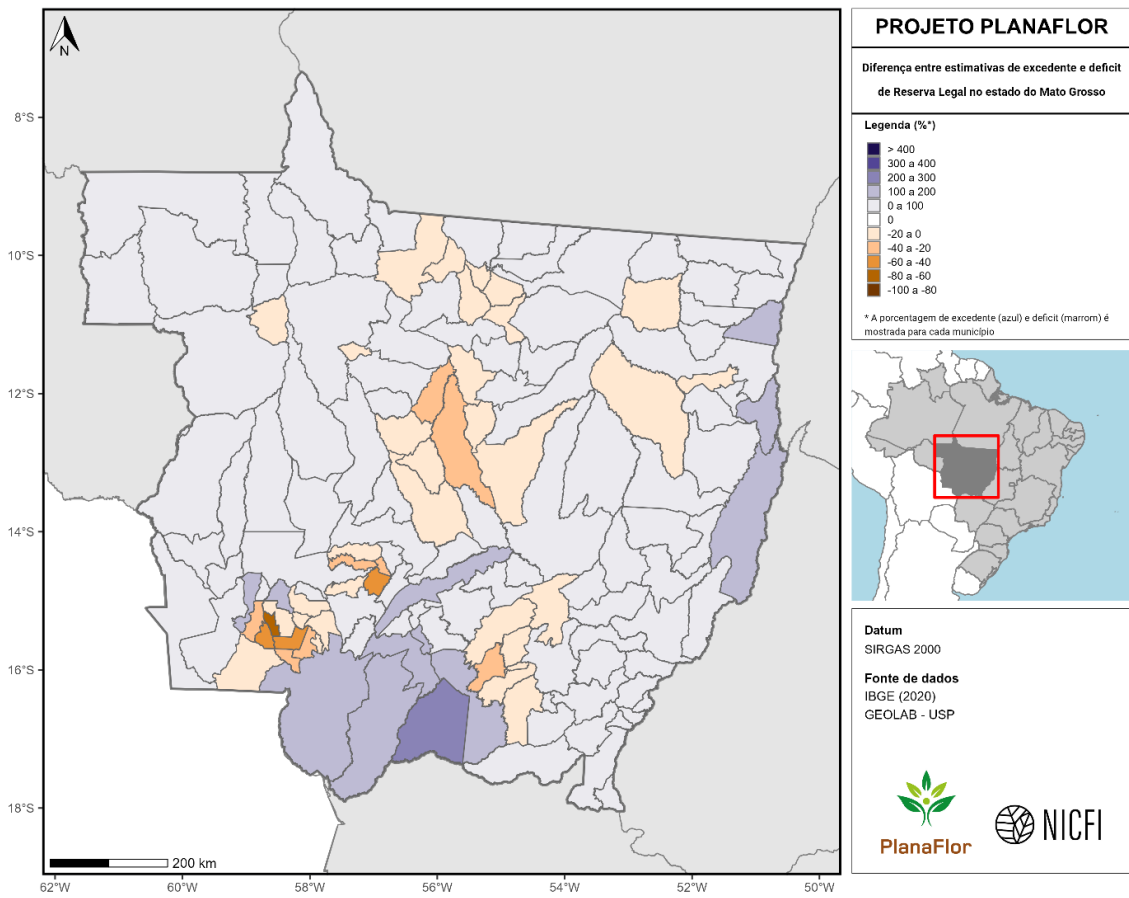 N
8°S
10°S
12°S
14°S
16°S
18°S
200 km
62°W
60°W
58°W
56°W
54°W
52°W
50°W
PROJETO PLANAFLOR
Diferença entre estimativas de excedente e deficit
de Reserva Legal no estado do Mato Grosso
Legenda (%*)
> 400
300 a 400
200 a 300
100 a 200
0 a 100
0
-20 a 0
-40 a -20
-60 a -40
-80 a -60
-100 a -80
* A porcentagem de excedente (azul) e deficit (marrom) é
mostrada para cada município
Datum
SIRGAS 2000
Fonte de dados
IBGE (2020)
GEOLAB - USP
PlanaFlor
NICFI